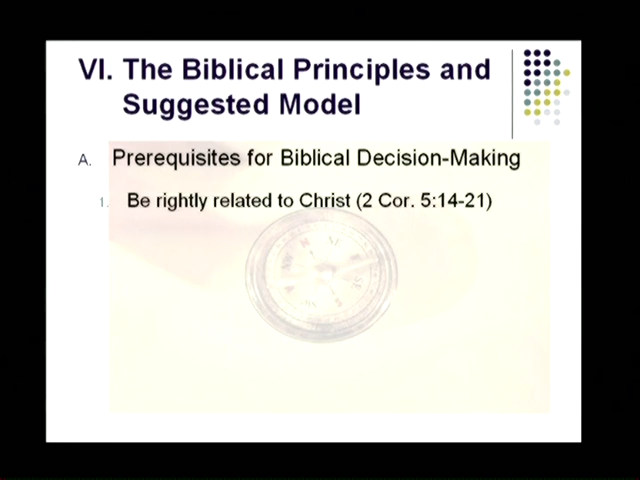 VI. The Biblical Principles and
Suggested Model
A. Prerequisites for Biblical Decision-Making
1. Be rightly related to Christ (2 Cor. 5:14-21)